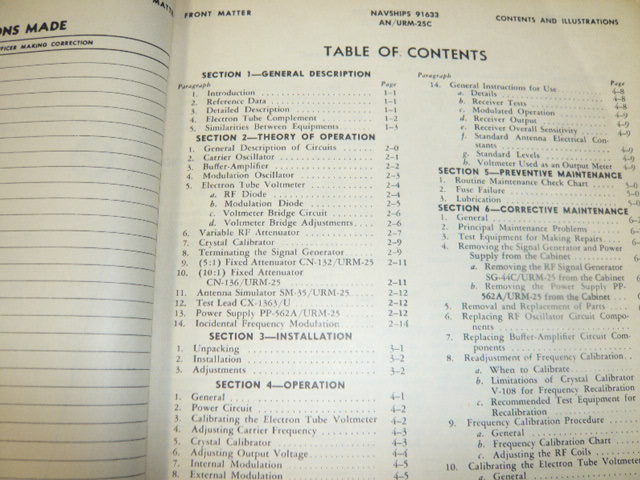 ONS MADE
FICER MAKING CORRECTION
FRONT MATTER
NAVSHIPS 91633
AN/URM-25C
CONTENTS AND ILLUSTRATIONS
TABLE OF CONTENTS
SECTION 1—GENERAL DESCRIPTION
Paragraph Page
1. Introduction 1-1
2. Reference Data 1-1
3. Detailed Description 1-1
4. Electron Tube Complement 1-2
5. Similarities Between Equipments 1-3
SECTION 2—THEORY OF OPERATION
1. General Description of Circuits 2-0
2. Carrier Oscillator 2-1
3. Buffer-Amplifier 2-2
4. Modulation Oscillator 2-3
5. Electron Tube Voltmeter 2-4
a. RF Diode 2-4
b. Modulation Diode 2-5
c. Voltmeter Bridge Circuit 2-6
d. Voltmeter Bridge Adjustments 2-6
6. Variable RF Attenuator 2-7
7. Crystal Calibrator 2-9
8. Terminating the Signal Generator 2-9
9. (5:1) Fixed Attenuator CN-132/URM-25 2-11
10. (10:1) Fixed Attenuator
CN-136/URM-25 2-11
11. Antenna Simulator SM-35/URM-25 2-12
12. Test Lead CX-1363/U 2-12
13. Power Supply PP-562A/URM-25 2-12
14. Incidental Frequency Modulation 2-14
SECTION 3—INSTALLATION
1. Unpacking 3-1
2. Installation 3-2
3. Adjustments 3-2
SECTION 4—OPERATION
1. General 4-1
2. Power Circuit 4-2
3. Calibrating the Electron Tube Voltmeter 4-2
4. Adjusting Carrier Frequency 4-3
5. Crystal Calibrator 4-3
6. Adjusting Output Voltage 4-4
7. Internal Modulation 4-5
8. External Modulation 4-5
Paragraph Page
14. General Instructions for Use 4-8
a. Details 4-8
b. Receiver Tests 4-8
c. Modulated Operation 4-9
d. Receiver Output 4-9
e. Receiver Overall Sensitivity 4-9
f. Standard Antenna Electrical Con-
stants 4-9
g. Standard Levels 4-9
h. Voltmeter Used as an Output Meter 4-9
SECTION 5—PREVENTIVE MAINTENANCE
1. Routine Maintenance Check Chart 5-0
2. Fuse Failure 5-0
3. Lubrication 5-0
SECTION 6—CORRECTIVE MAINTENANCE
1. General 6-
2. Principal Maintenance Problems 6-
3. Test Equipment for Making Repairs 6-
4. Removing the Signal Generator and Power
Supply from the Cabinet 6-
a. Removing the RF Signal Generator
SG-44C/URM-25 from the Cabinet
b. Removing the Power Supply PP-
562A/URM-25 from the Cabinet
5. Removal and Replacement of Parts
6. Replacing RF Oscillator Circuit Compo-
nents
7. Replacing Buffer-Amplifier Circuit Com-
ponents
8. Readjustment of Frequency Calibration
a. When to Calibrate
b. Limitations of Crystal Calibrator
V-108 for Frequency Recalibration
c. Recommended Test Equipment for
Recalibration
9. Frequency Calibration Procedure
a. General
b. Frequency Calibration Chart
c. Adjusting the RF Coils
10. Calibrating the Electron Tube Voltmeter
a. General